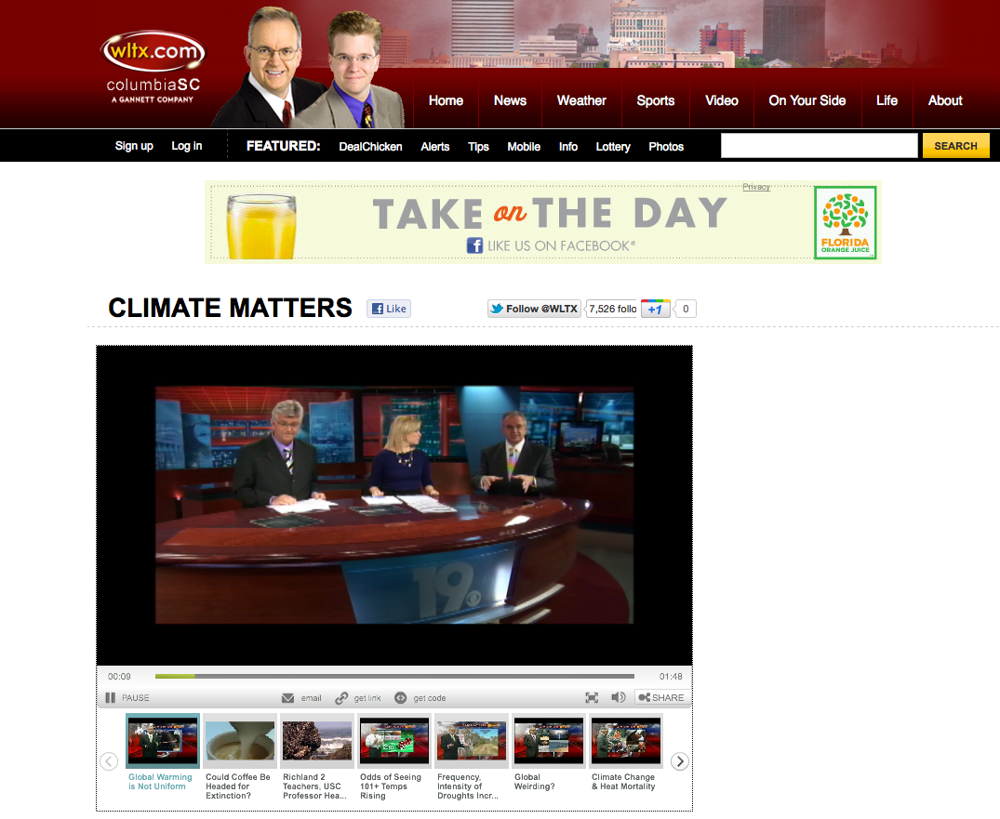 wltx.com
columbiaSC
A GANNETT COMPANY
Home News Weather Sports Video On Your Side Life About
Sign up Log in FEATURED: DealChicken Alerts Tips Mobile Info Lottery Photos SEARCH
Privacy
TAKE on THE DAY
f LIKE US ON FACEBOOK®
FLORIDA
ORANGE JUICE
CLIMATE MATTERS f Like Follow @WLTX 7,526 follo +1 0
19
00:09 01:48
PAUSE email get link get code SHARE
Global Warming
is Not Uniform
Could Coffee Be
Headed for
Extinction?
Richland 2
Teachers, USC
Professor Hea...
Odds of Seeing
101+ Temps
Rising
Frequency,
Intensity of
Droughts Incr...
Global
Weirding?
Climate Change
& Heat Mortality